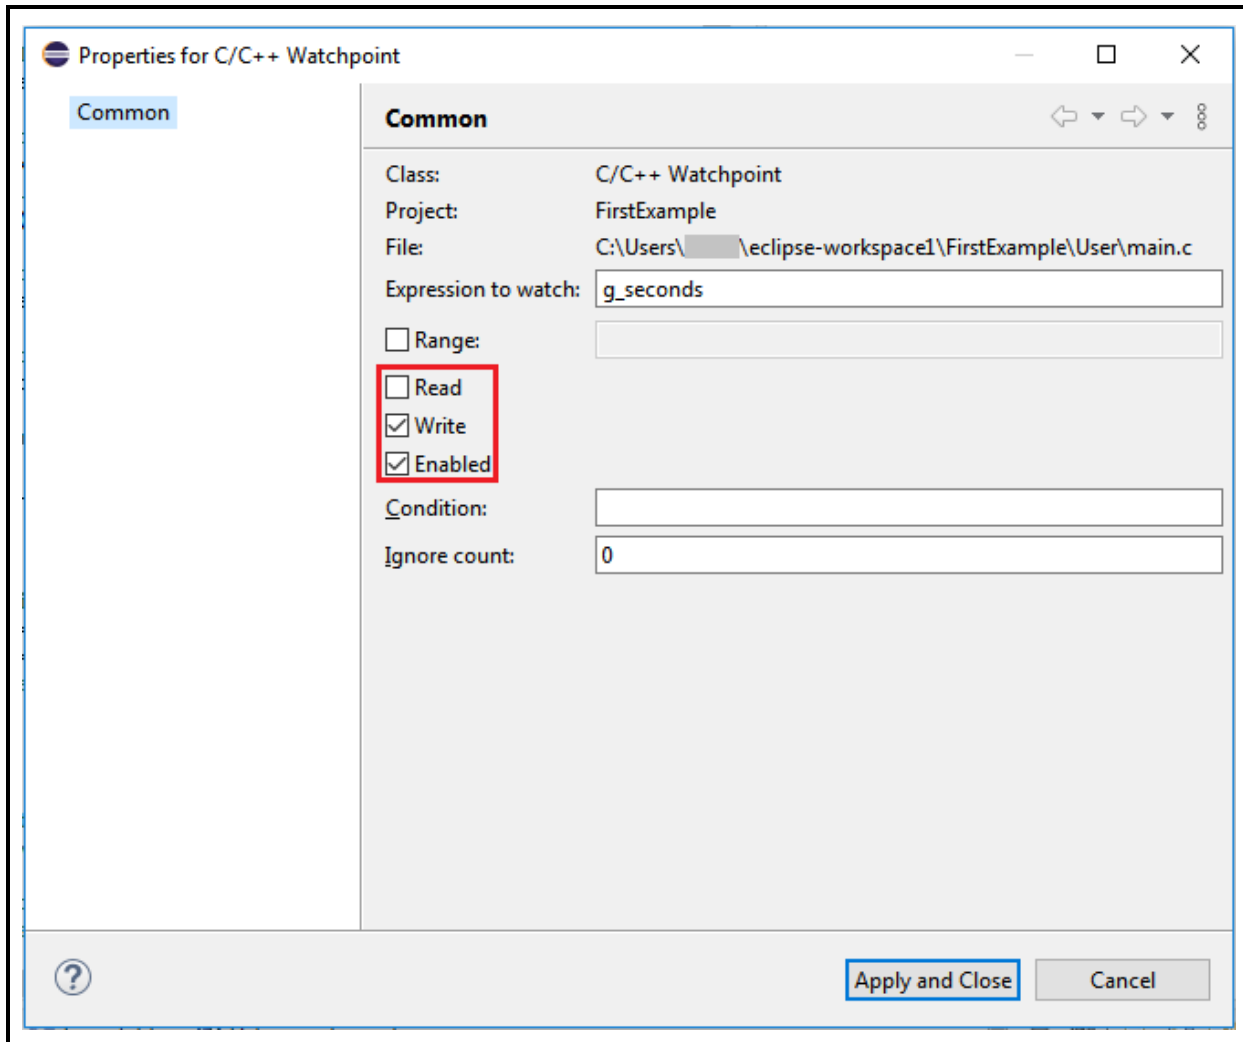 Properties for C/C++ Watchpoint
Common
Common
Class: C/C++ Watchpoint
Project: FirstExample
File: C:\Users\ \eclipse-workspace1\FirstExample\User\main.c
Expression to watch: g_seconds
Range:
Read
Write
Enabled
Condition:
Ignore count: 0
Apply and Close Cancel